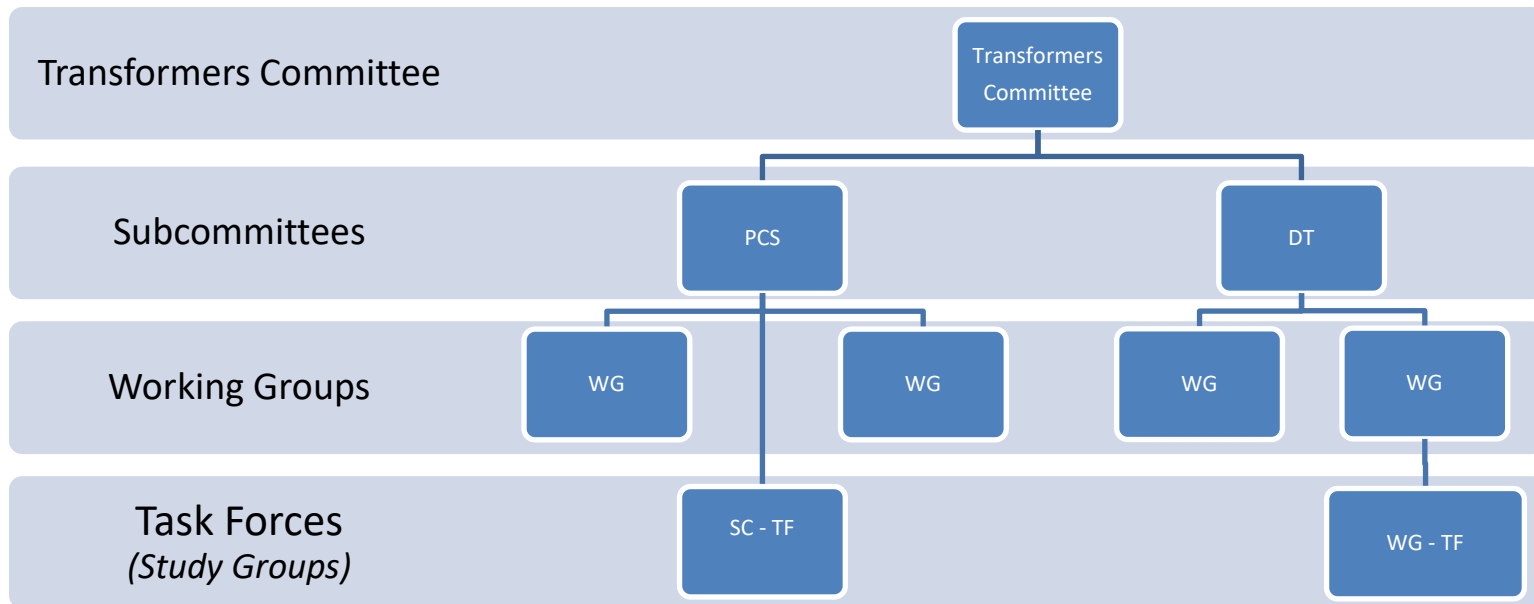 Transformers Committee
Transformers
Committee
Subcommittees
PCS
DT
Working Groups
WG
WG
WG
WG
Task Forces
(Study Groups)
SC - TF
WG - TF